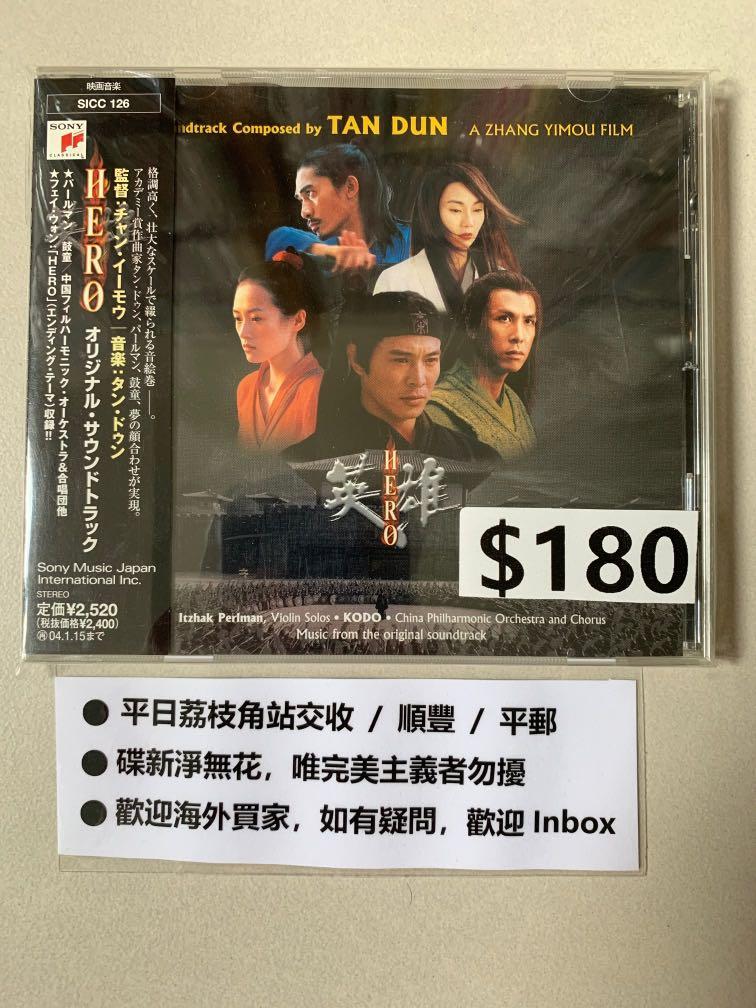 映画音楽
SICC 126
SONY
CLASSICAL
HERO オリジナル・サウンドトラック
監督：チャン・イーモウ｜音楽：タン・ドゥン
格調高く、壮大なスケールで綴られる音絵巻――。
アカデミー賞作曲家タン・ドゥン、パールマン、鼓童、夢の顔合わせが実現。
★パールマン／鼓童／中国フィルハーモニック・オーケストラ&合唱団他
★フェイ・ウォン：「HERO」(エンディング・テーマ)収録!!
Sony Music Japan
International Inc.
STEREO
定価¥2,520
(税抜価格¥2,400)
04.1.15まで
ndtrack Composed by TAN DUN A ZHANG YIMOU FILM
英雄
HERO
$180
Itzhak Perlman, Violin Solos • KODO • China Philharmonic Orchestra and Chorus
Music from the original soundtrack
● 平日荔枝角站交收 / 順豐 / 平郵
● 碟新淨無花，唯完美主義者勿擾
● 歡迎海外買家，如有疑問，歡迎 Inbox